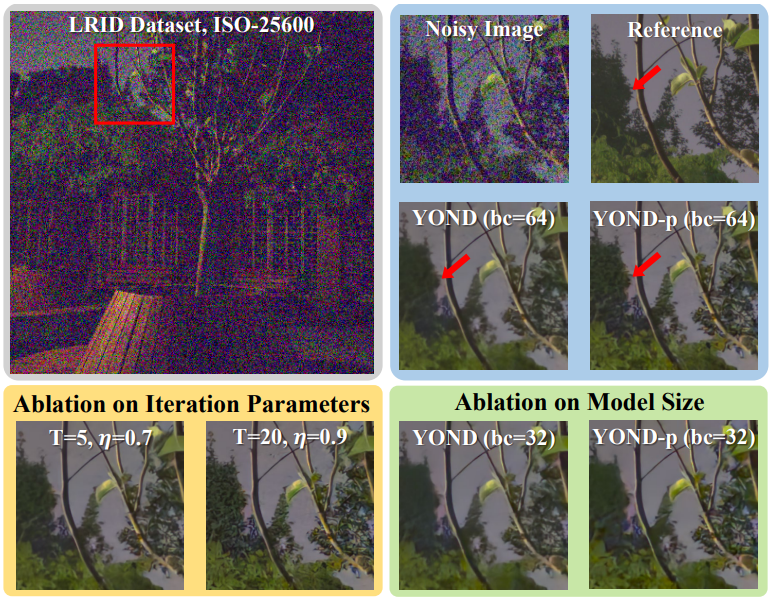 LRID Dataset, ISO-25600
Noisy Image
Reference
YOND (bc=64)
YOND-p (bc=64)
Ablation on Iteration Parameters
T=5, η=0.7
T=20, η=0.9
Ablation on Model Size
YOND (bc=32)
YOND-p (bc=32)